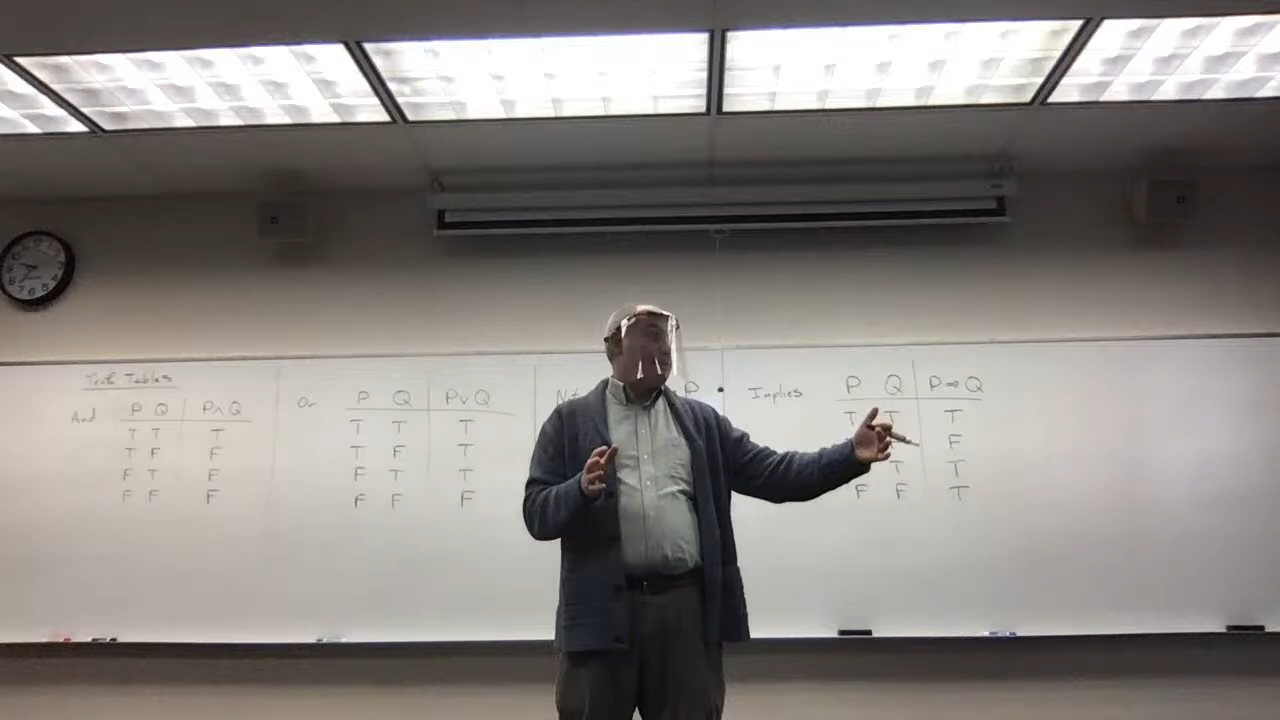 Truth Tables
And P Q P∧Q
T T T
T F F
F T F
F F F
Or P Q P∨Q
T T T
T F T
F T T
F F F
P
Implies P Q P⇒Q
T T T
F
T T
F F T